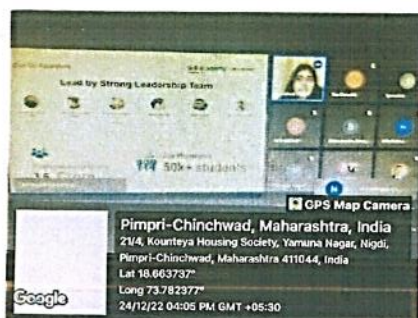 Lead by Strong Leadership Team
50k+ students
GPS Map Camera
Pimpri-Chinchwad, Maharashtra, India
21/4, Kounteya Housing Society, Yamuna Nagar, Nigdi,
Pimpri-Chinchwad, Maharashtra 411044, India
Lat 18.663737°
Long 73.782377°
24/12/22 04:05 PM GMT +05:30
Google